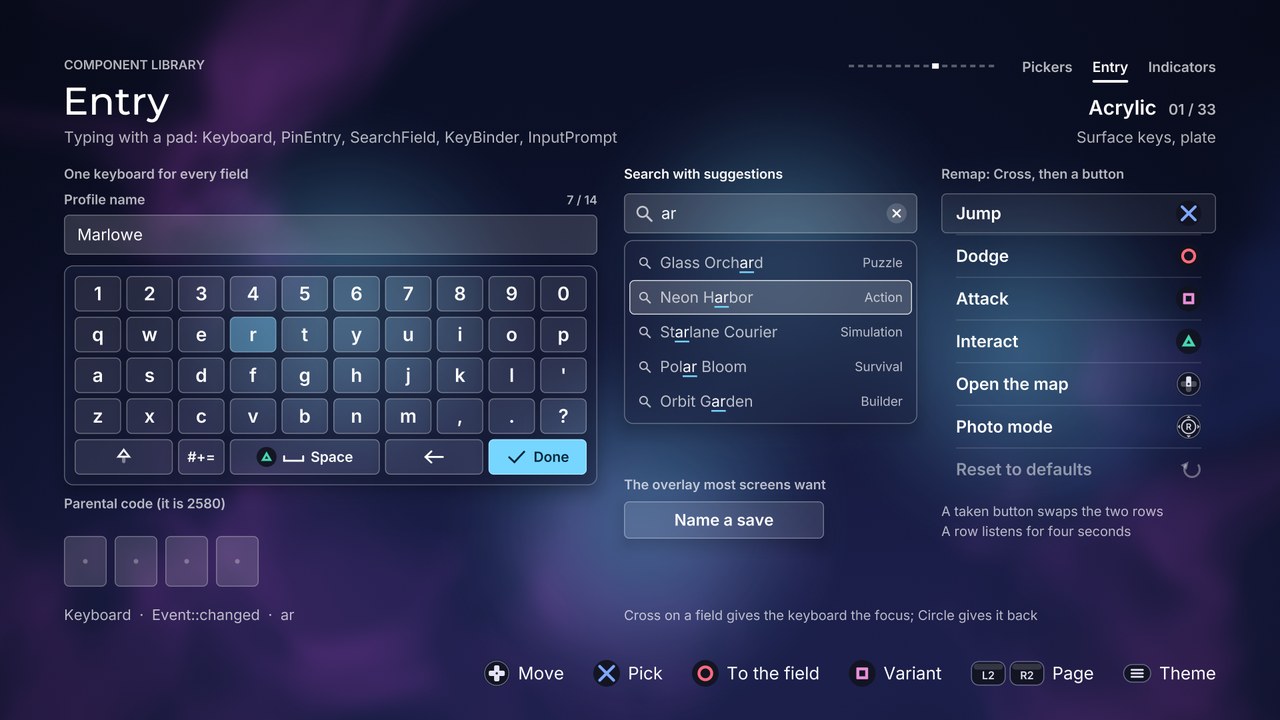 COMPONENT LIBRARY
Entry
Typing with a pad: Keyboard, PinEntry, SearchField, KeyBinder, InputPrompt
Pickers Entry Indicators
Acrylic 01 / 33
Surface keys, plate
One keyboard for every field
Profile name 7 / 14
Marlowe
1 2 3 4 5 6 7 8 9 0
q w e r t y u i o p
a s d f g h j k l '
z x c v b n m , . ?
#+= Space Done
Parental code (it is 2580)
Keyboard · Event::changed · ar
Search with suggestions
ar
Glass Orchard Puzzle
Neon Harbor Action
Starlane Courier Simulation
Polar Bloom Survival
Orbit Garden Builder
The overlay most screens want
Name a save
Cross on a field gives the keyboard the focus; Circle gives it back
Remap: Cross, then a button
Jump
Dodge
Attack
Interact
Open the map
Photo mode R
Reset to defaults
A taken button swaps the two rows
A row listens for four seconds
Move Pick To the field Variant L2 R2 Page Theme